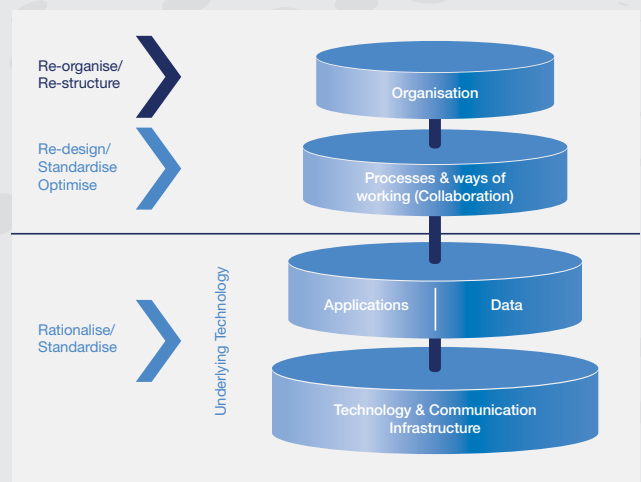 Re-organise/
Re-structure
Organisation
Re-design/
Standardise
Optimise
Processes & ways of
working (Collaboration)
Underlying Technology
Applications
Data
Rationalise/
Standardise
Technology & Communication
Infrastructure